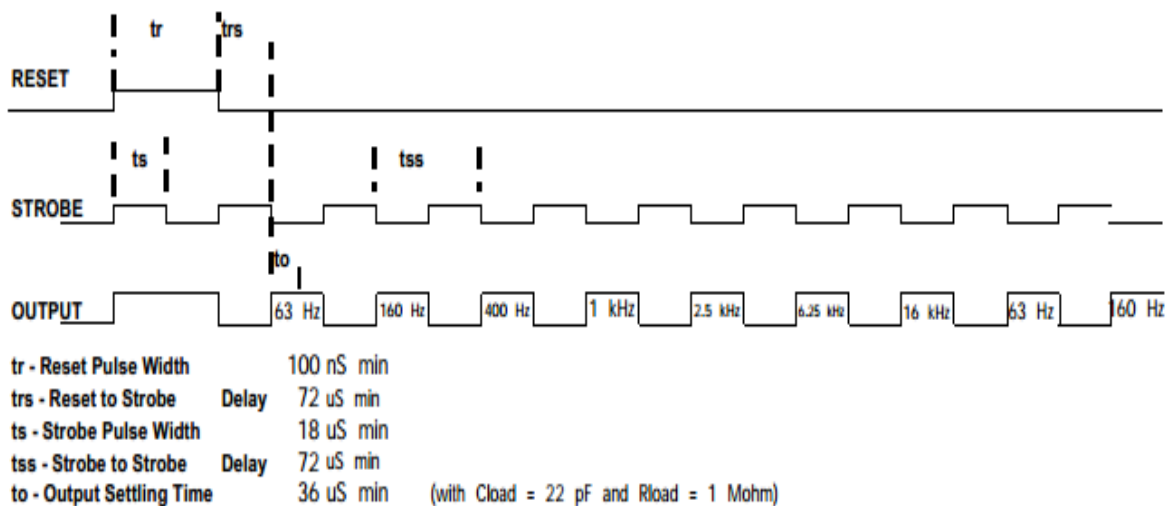 tr trs
RESET
ts tss
STROBE
to
OUTPUT 63 Hz 160 Hz 400 Hz 1 kHz 2.5 kHz 6.25 kHz 16 kHz 63 Hz 160 Hz
tr - Reset Pulse Width 100 nS min
trs - Reset to Strobe Delay 72 uS min
ts - Strobe Pulse Width 18 uS min
tss - Strobe to Strobe Delay 72 uS min
to - Output Settling Time 36 uS min (with Cload = 22 pF and Rload = 1 Mohm)